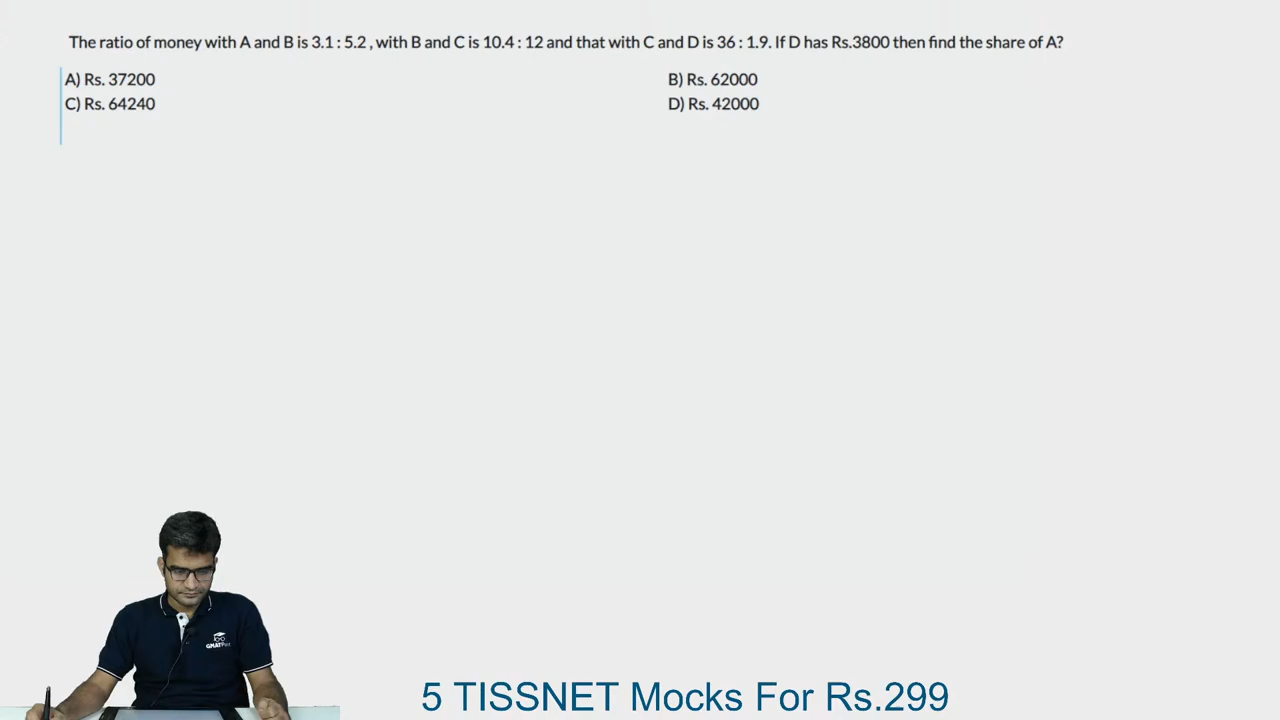 The ratio of money with A and B is 3.1 : 5.2 , with B and C is 10.4 : 12 and that with C and D is 36 : 1.9. If D has Rs.3800 then find the share of A?
A) Rs. 37200
B) Rs. 62000
C) Rs. 64240
D) Rs. 42000
5 TISSNET Mocks For Rs.299